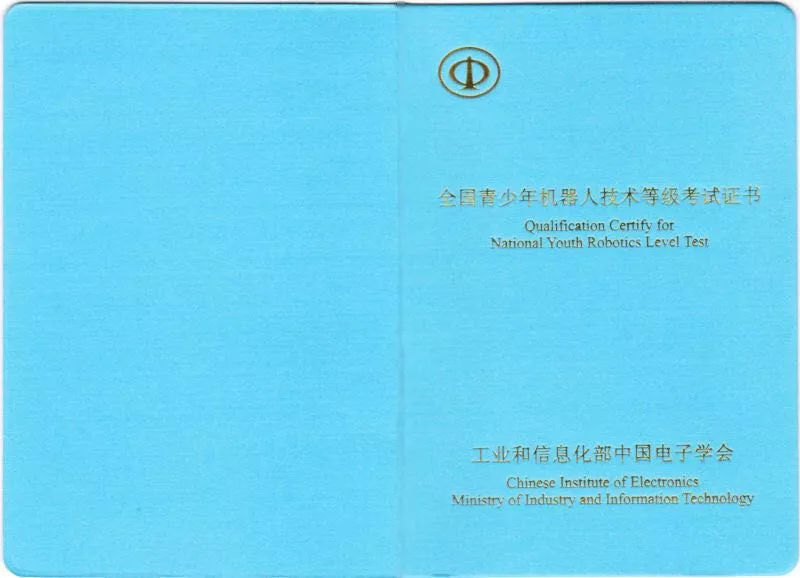 全国青少年机器人技术等级考试证书
Qualification Certify for
National Youth Robotics Level Test
工业和信息化部中国电子学会
Chinese Institute of Electronics
Ministry of Industry and Information Technology